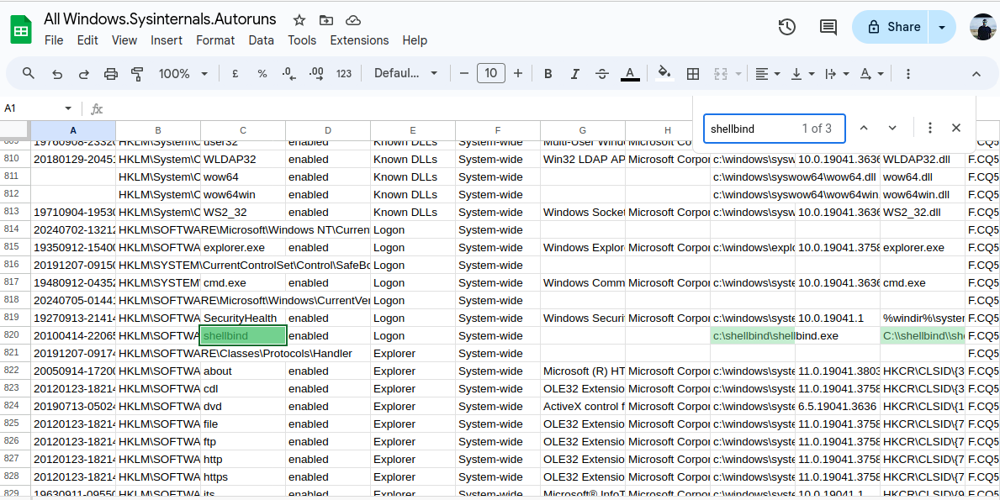 All Windows.Sysinternals.Autoruns
File Edit View Insert Format Data Tools Extensions Help
Share
100% £ % .0 .00 123 Defaul... 10 B I A
A1 fx
shellbind 1 of 3
A B C D E F G H
809 19760908-23320 HKLM\System\C user32 enabled Known DLLs System-wide Multi-User Wind Microsoft Corpor
810 20180129-20451 HKLM\System\C WLDAP32 enabled Known DLLs System-wide Win32 LDAP AP Microsoft Corpor c:\windows\sysw 10.0.19041.3636 WLDAP32.dll F.CQ5
811 HKLM\System\C wow64 enabled Known DLLs System-wide c:\windows\syswow64\wow64.dll wow64.dll F.CQ5
812 HKLM\System\C wow64win enabled Known DLLs System-wide c:\windows\syswow64\wow64win. wow64win.dll F.CQ5
813 19710904-19530 HKLM\System\C WS2_32 enabled Known DLLs System-wide Windows Socket Microsoft Corpor c:\windows\sysw 10.0.19041.3636 WS2_32.dll F.CQ5
814 20240702-13212 HKLM\SOFTWARE\Microsoft\Windows NT\Current Logon System-wide F.CQ5
815 19350912-15400 HKLM\SOFTWA explorer.exe enabled Logon System-wide Windows Explor Microsoft Corpor c:\windows\explo 10.0.19041.3758 explorer.exe F.CQ5
816 20191207-09150 HKLM\SYSTEM\CurrentControlSet\Control\SafeBo Logon System-wide F.CQ5
817 19480912-04352 HKLM\SYSTEM\ cmd.exe enabled Logon System-wide Windows Comm Microsoft Corpor c:\windows\syste 10.0.19041.3636 cmd.exe F.CQ5
818 20240705-01441 HKLM\SOFTWARE\Microsoft\Windows\CurrentVer Logon System-wide F.CQ5
819 19270913-21414 HKLM\SOFTWA SecurityHealth enabled Logon System-wide Windows Securit Microsoft Corpor c:\windows\syste 10.0.19041.1 %windir%\system F.CQ5
820 20100414-22065 HKLM\SOFTWA shellbind enabled Logon System-wide c:\shellbind\shellbind.exe C:\\shellbind\\she F.CQ5
821 20191207-09174 HKLM\SOFTWARE\Classes\Protocols\Handler Explorer System-wide F.CQ5
822 20050914-17200 HKLM\SOFTWA about enabled Explorer System-wide Microsoft (R) HT Microsoft Corpor c:\windows\syste 11.0.19041.3803 HKCR\CLSID\{3 F.CQ5
823 20120123-18214 HKLM\SOFTWA cdl enabled Explorer System-wide OLE32 Extensio Microsoft Corpor c:\windows\syste 11.0.19041.3758 HKCR\CLSID\{3 F.CQ5
824 20190713-05024 HKLM\SOFTWA dvd enabled Explorer System-wide ActiveX control f Microsoft Corpor c:\windows\syste 6.5.19041.3636 HKCR\CLSID\{1 F.CQ5
825 20120123-18214 HKLM\SOFTWA file enabled Explorer System-wide OLE32 Extensio Microsoft Corpor c:\windows\syste 11.0.19041.3758 HKCR\CLSID\{7 F.CQ5
826 20120123-18214 HKLM\SOFTWA ftp enabled Explorer System-wide OLE32 Extensio Microsoft Corpor c:\windows\syste 11.0.19041.3758 HKCR\CLSID\{7 F.CQ5
827 20120123-18214 HKLM\SOFTWA http enabled Explorer System-wide OLE32 Extensio Microsoft Corpor c:\windows\syste 11.0.19041.3758 HKCR\CLSID\{7 F.CQ5
828 20120123-18214 HKLM\SOFTWA https enabled Explorer System-wide OLE32 Extensio Microsoft Corpor c:\windows\syste 11.0.19041.3758 HKCR\CLSID\{7 F.CQ5
829 19630911-09550 HKLM\SOFTWA its enabled Explorer System-wide Microsoft® InfoT Microsoft Corpor c:\windows\syste 10.0.19041.1 HKCR\CLSID\{9 F.CQ5